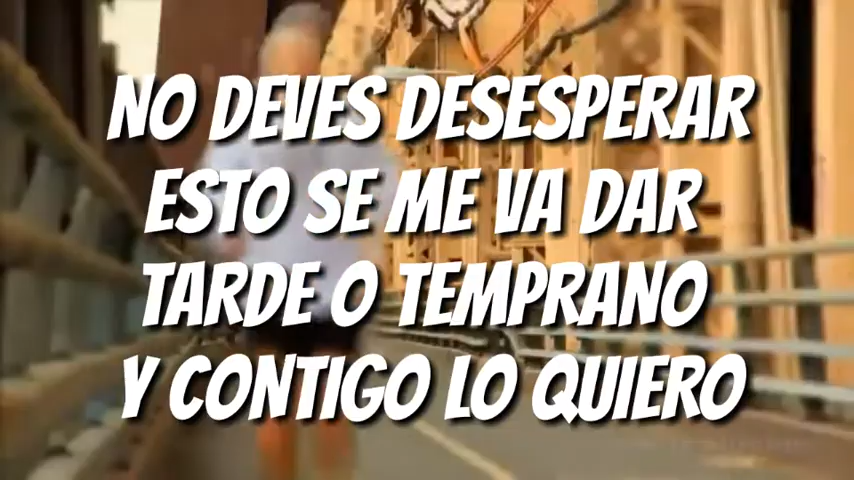 NO DEVES DESESPERAR
ESTO SE ME VA DAR
TARDE O TEMPRANO
Y CONTIGO LO QUIERO